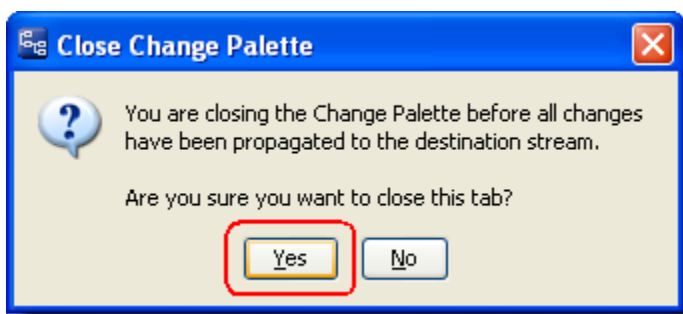 Close Change Palette
You are closing the Change Palette before all changes
have been propagated to the destination stream.
Are you sure you want to close this tab?
Yes No